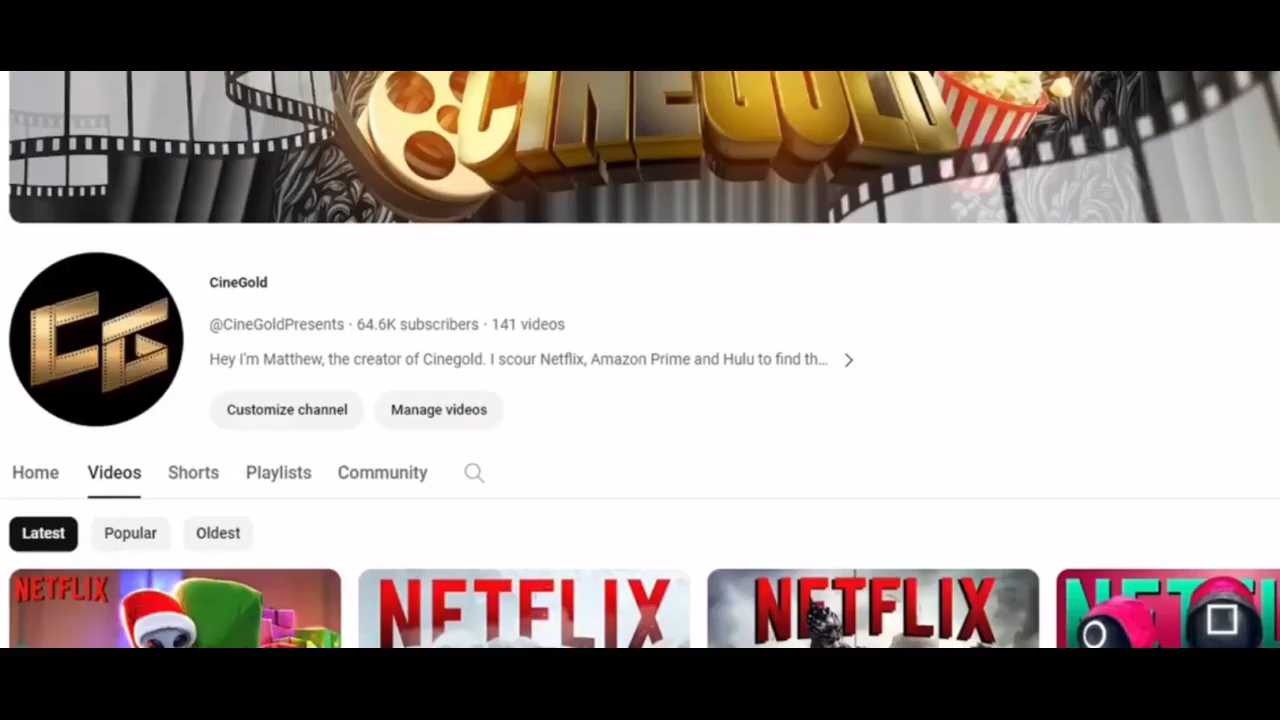 CINEGOLD
CG
CineGold
@CineGoldPresents · 64.6K subscribers · 141 videos
Hey I'm Matthew, the creator of Cinegold. I scour Netflix, Amazon Prime and Hulu to find th...
Customize channel Manage videos
Home Videos Shorts Playlists Community
Latest Popular Oldest
NETFLIX NETFLIX NETFLIX